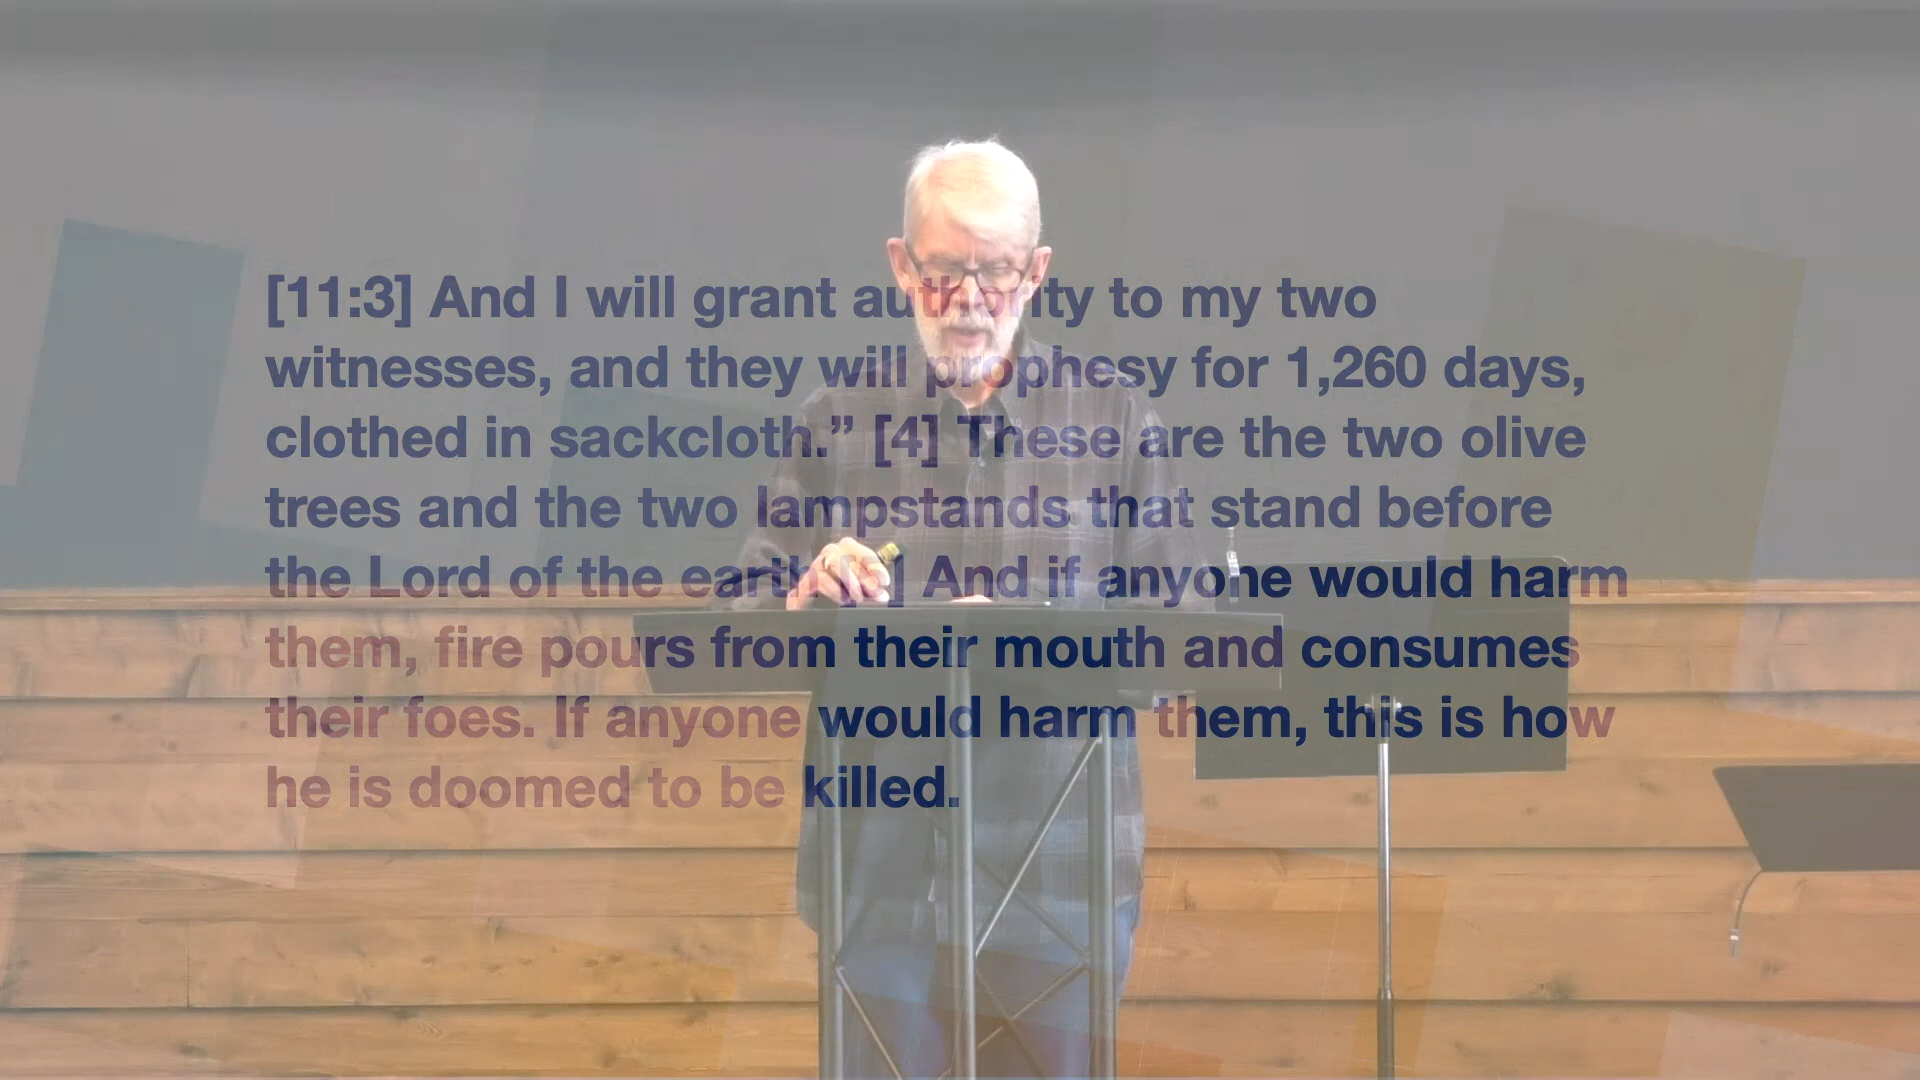 [11:3] And I will grant authority to my two
witnesses, and they will prophesy for 1,260 days,
clothed in sackcloth.” [4] These are the two olive
trees and the two lampstands that stand before
the Lord of the earth. [5] And if anyone would harm
them, fire pours from their mouth and consumes
their foes. If anyone would harm them, this is how
he is doomed to be killed.